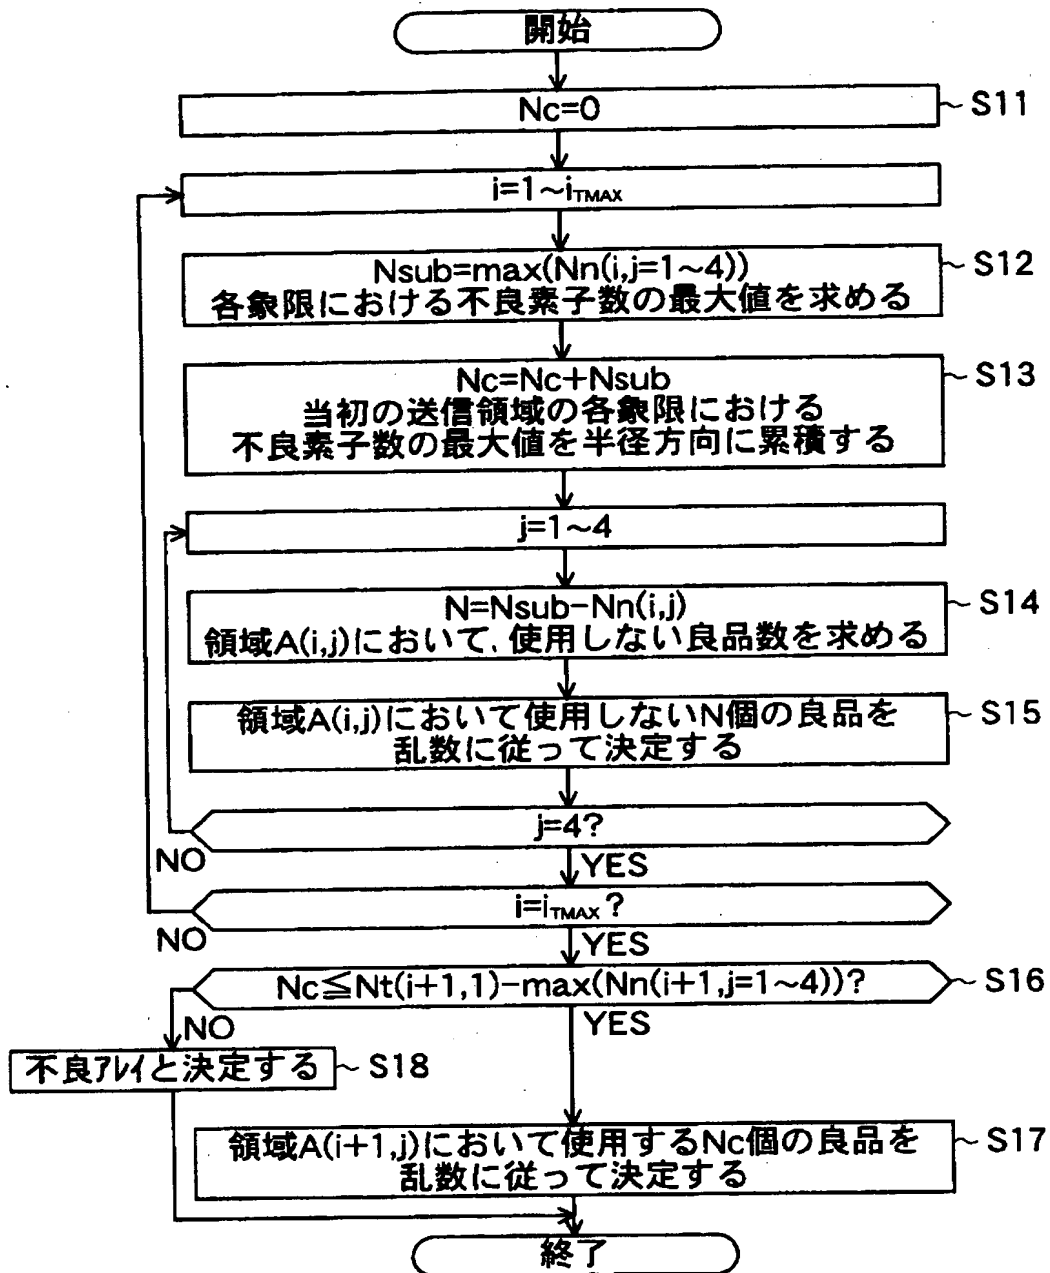 開始
Nc=0
~ S11
i=1~iTMAX
Nsub=max(Nn(i,j=1~4))
各象限における不良素子数の最大値を求める
~ S12
Nc=Nc+Nsub
当初の送信領域の各象限における
不良素子数の最大値を半径方向に累積する
~ S13
j=1~4
N=Nsub-Nn(i,j)
領域A(i,j)において、使用しない良品数を求める
~ S14
領域A(i,j)において使用しないN個の良品を
乱数に従って決定する
~ S15
j=4?
NO
YES
i=iTMAX?
NO
YES
Nc≦Nt(i+1,1)-max(Nn(i+1,j=1~4))?
~ S16
NO
YES
不良ｱﾚｲと決定する
~ S18
領域A(i+1,j)において使用するNc個の良品を
乱数に従って決定する
~ S17
終了